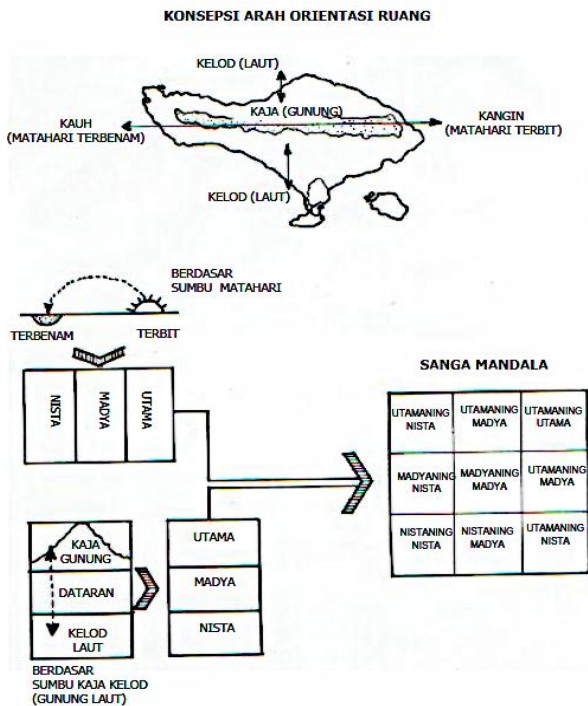 KONSEPSI ARAH ORIENTASI RUANG
KELOD (LAUT)
KAJA (GUNUNG)
KAUH
(MATAHARI TERBENAM)
KANGIN
(MATAHARI TERBIT)
KELOD (LAUT)
BERDASAR
SUMBU MATAHARI
TERBENAM
TERBIT
NISTA
MADYA
UTAMA
SANGA MANDALA
UTAMANING
NISTA
UTAMANING
MADYA
UTAMANING
UTAMA
MADYANING
NISTA
MADYANING
MADYA
UTAMANING
MADYA
NISTANING
NISTA
NISTANING
MADYA
UTAMANING
NISTA
KAJA
GUNUNG
DATARAN
KELOD
LAUT
UTAMA
MADYA
NISTA
BERDASAR
SUMBU KAJA KELOD
(GUNUNG LAUT)